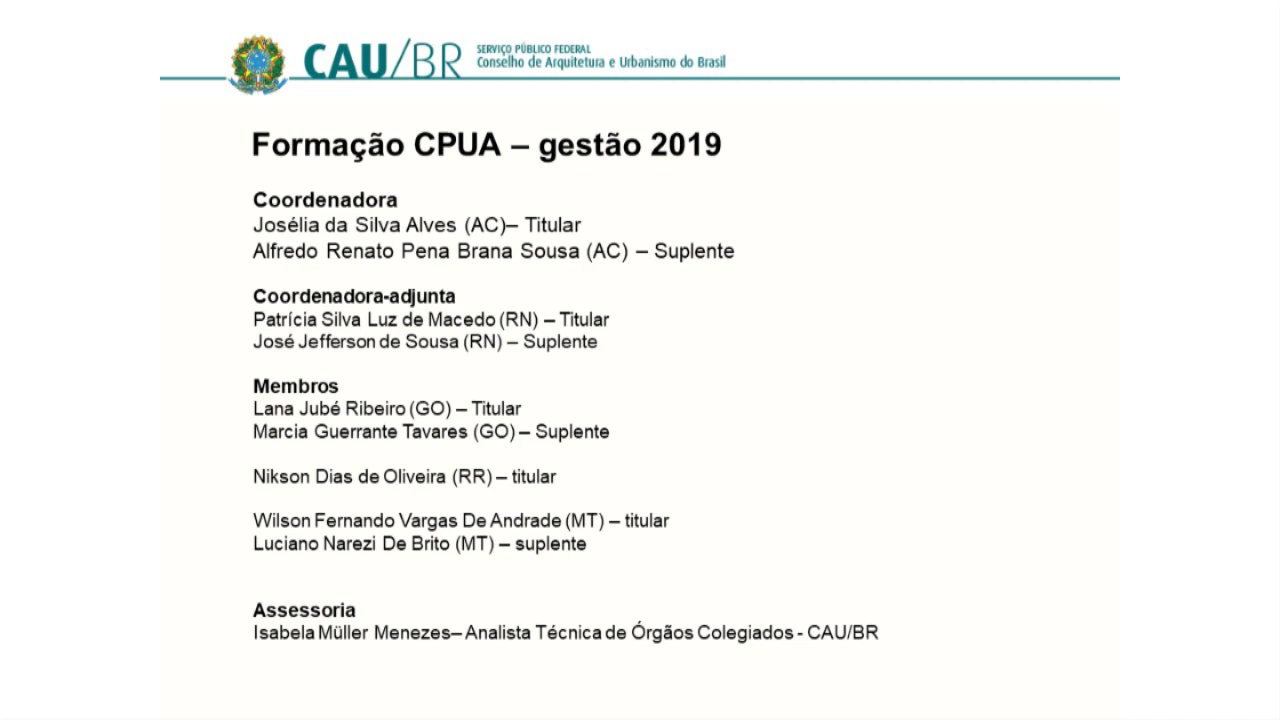 CAU/BR
SERVIÇO PÚBLICO FEDERAL
Conselho de Arquitetura e Urbanismo do Brasil
Formação CPUA – gestão 2019
Coordenadora
Josélia da Silva Alves (AC)– Titular
Alfredo Renato Pena Brana Sousa (AC) – Suplente
Coordenadora-adjunta
Patrícia Silva Luz de Macedo (RN) – Titular
José Jefferson de Sousa (RN) – Suplente
Membros
Lana Jubé Ribeiro (GO) – Titular
Marcia Guerrante Tavares (GO) – Suplente
Nikson Dias de Oliveira (RR) – titular
Wilson Fernando Vargas De Andrade (MT) – titular
Luciano Narezi De Brito (MT) – suplente
Assessoria
Isabela Müller Menezes– Analista Técnica de Órgãos Colegiados - CAU/BR